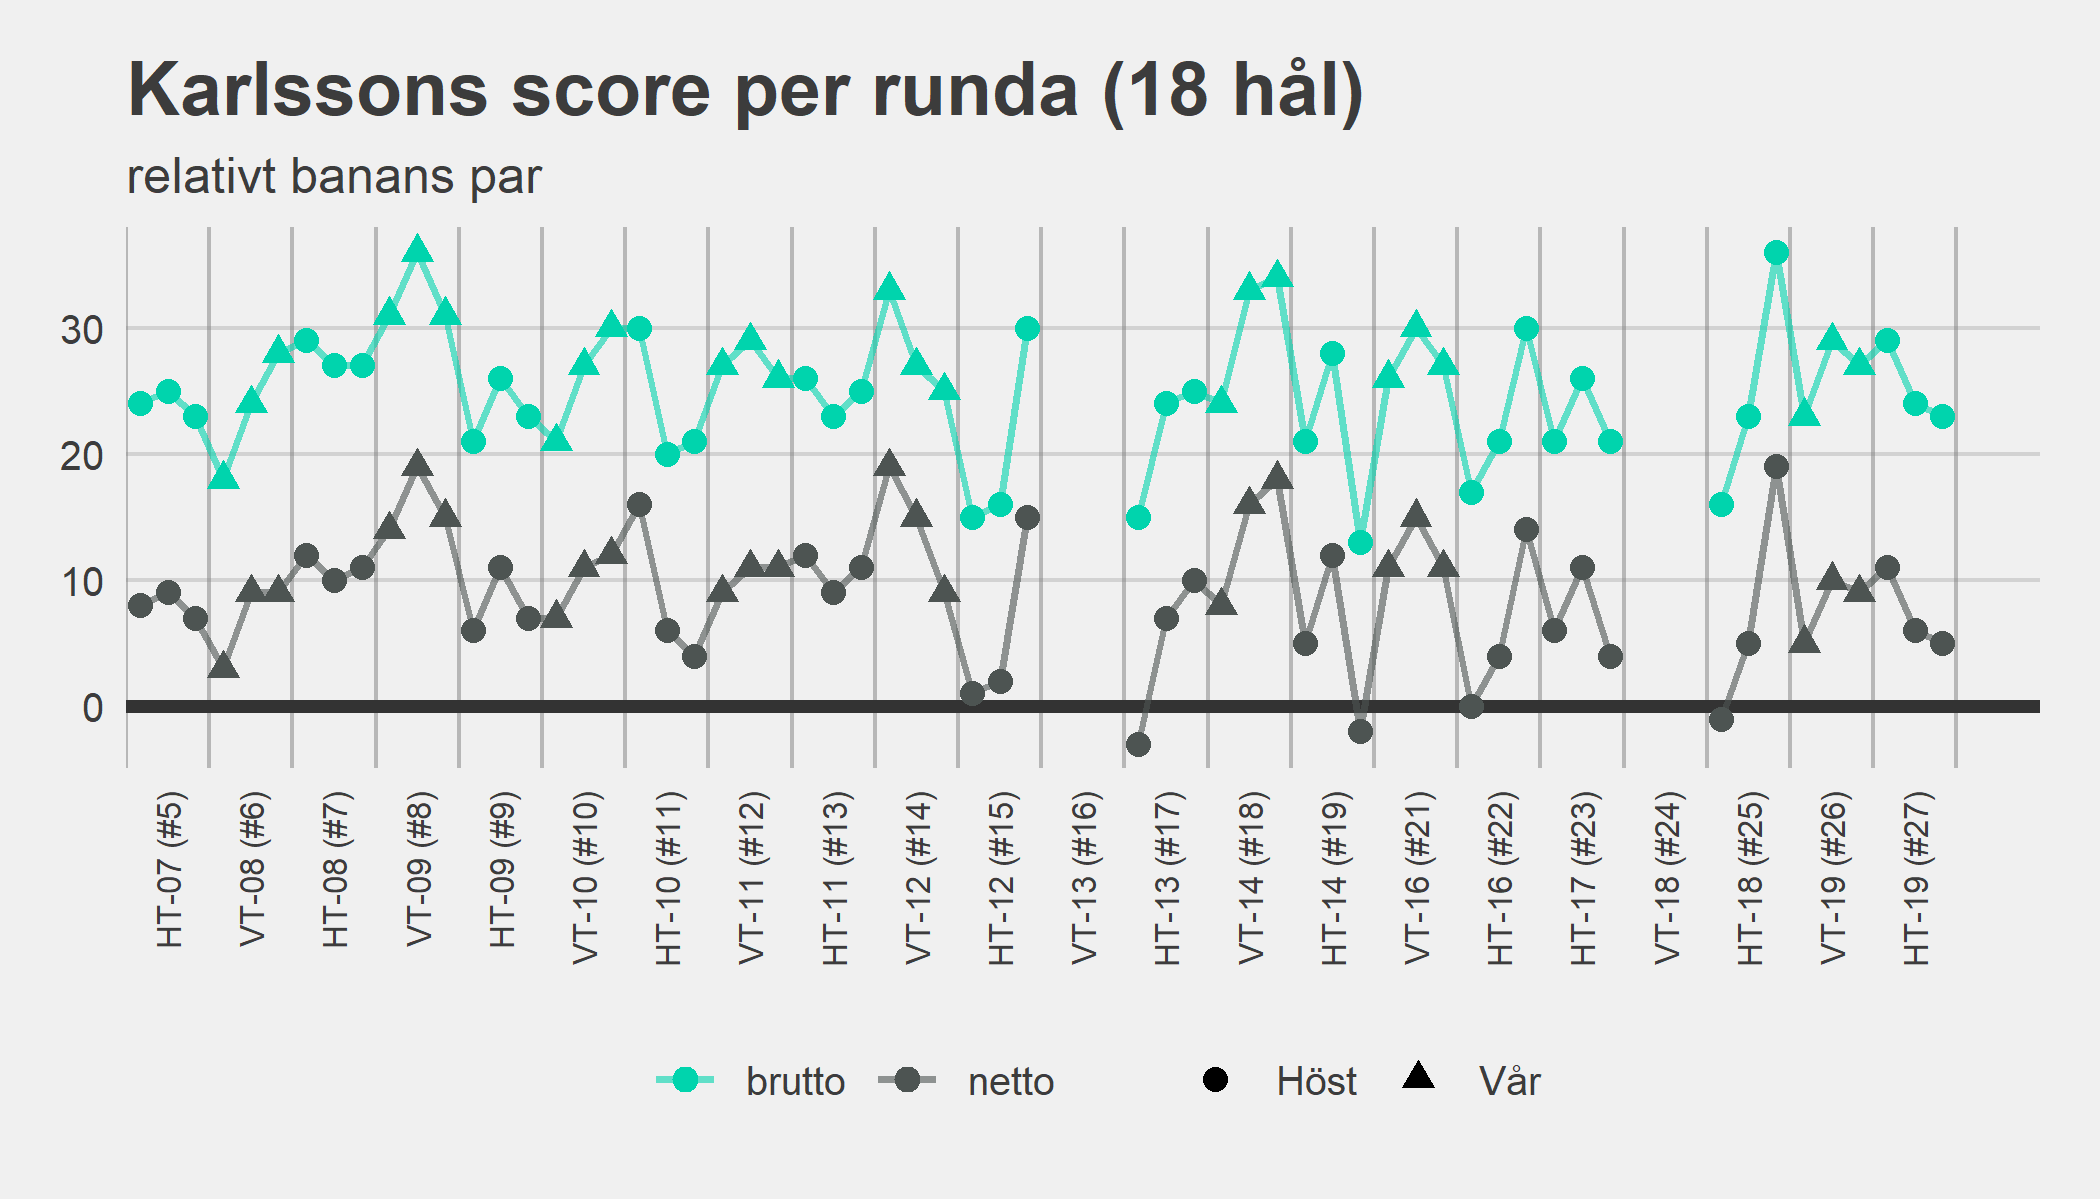 Karlssons score per runda (18 hål)
relativt banans par
30
20
10
0
HT-07 (#5)
VT-08 (#6)
HT-08 (#7)
VT-09 (#8)
HT-09 (#9)
VT-10 (#10)
HT-10 (#11)
VT-11 (#12)
HT-11 (#13)
VT-12 (#14)
HT-12 (#15)
VT-13 (#16)
HT-13 (#17)
VT-14 (#18)
HT-14 (#19)
VT-16 (#21)
HT-16 (#22)
HT-17 (#23)
VT-18 (#24)
HT-18 (#25)
VT-19 (#26)
HT-19 (#27)
brutto netto Höst Vår